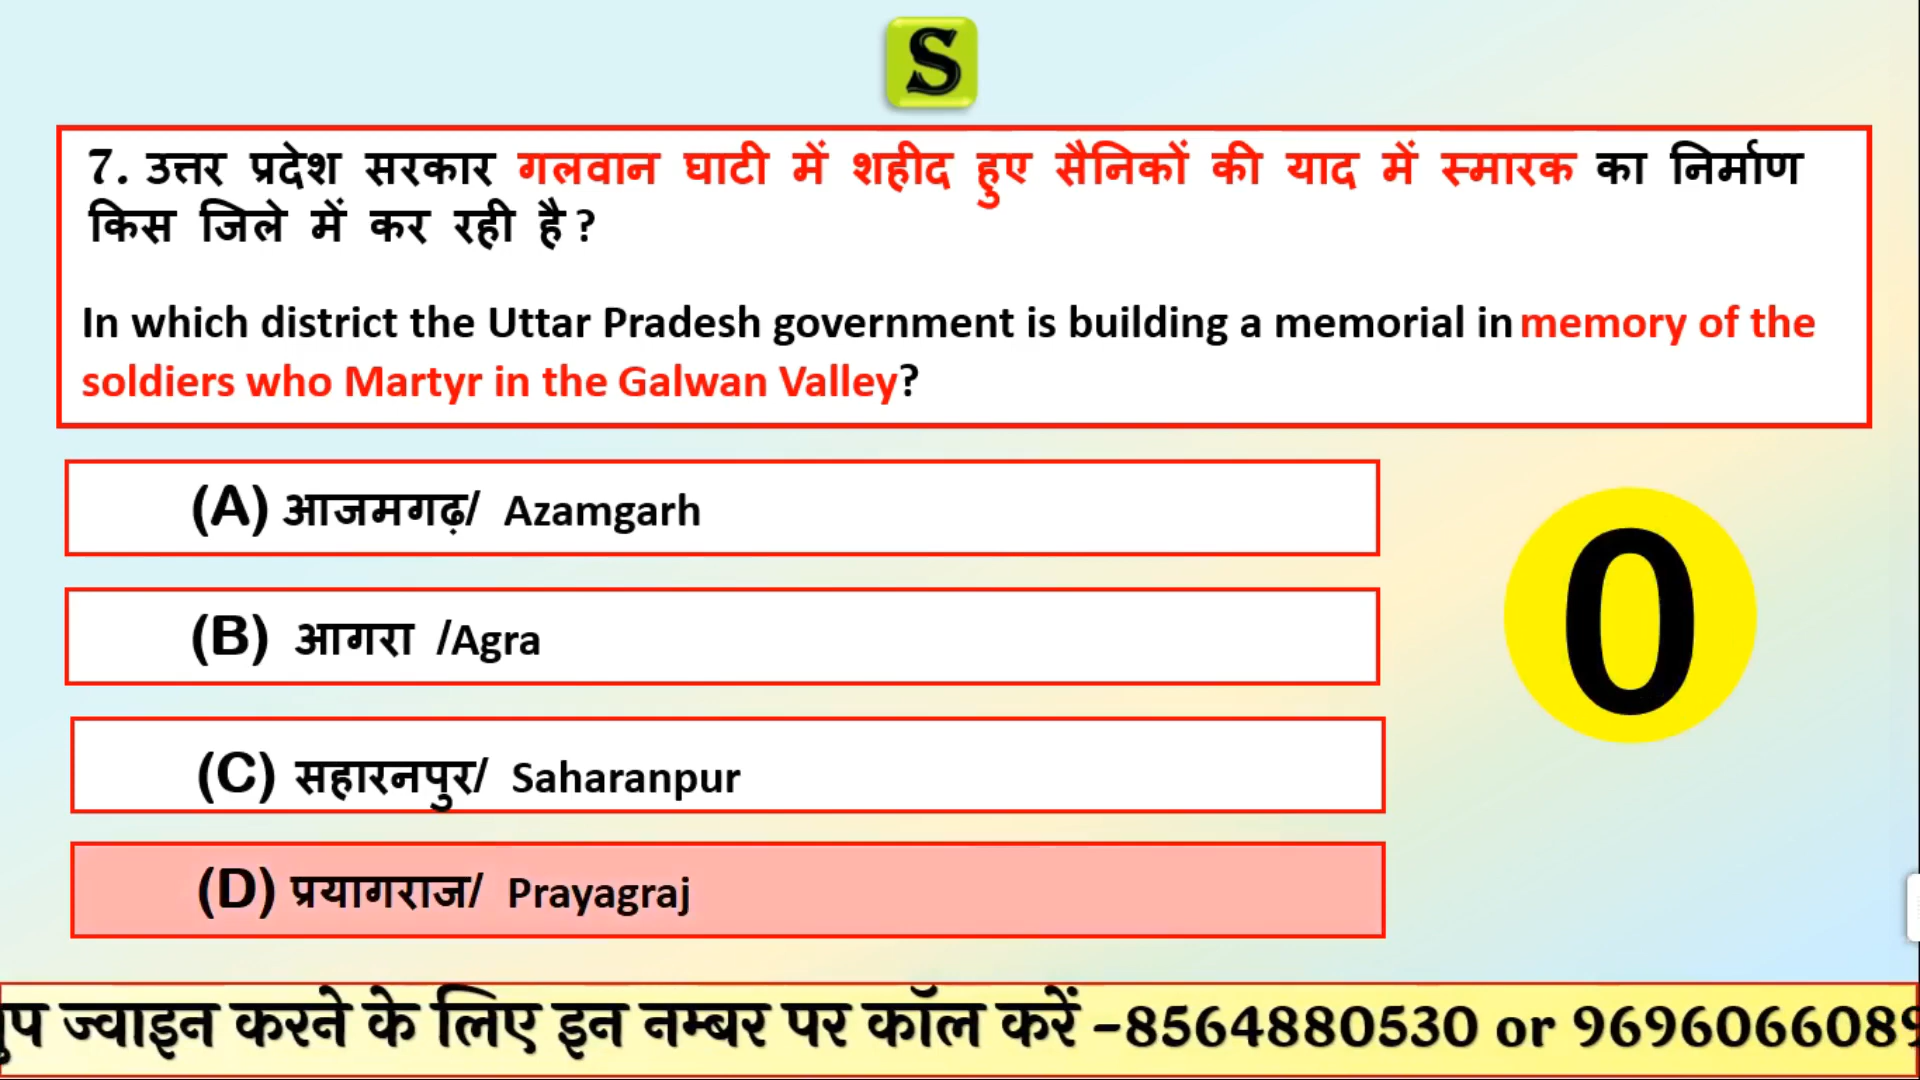 S
7. उत्तर प्रदेश सरकार गलवान घाटी में शहीद हुए सैनिकों की याद में स्मारक का निर्माण
किस जिले में कर रही है ?
In which district the Uttar Pradesh government is building a memorial in memory of the
soldiers who Martyr in the Galwan Valley?
(A) आजमगढ़/ Azamgarh
(B) आगरा /Agra
0
(C) सहारनपुर/ Saharanpur
(D) प्रयागराज/ Prayagraj
ज्वाइन करने के लिए इन नम्बर पर कॉल करें -8564880530 or 9696066089